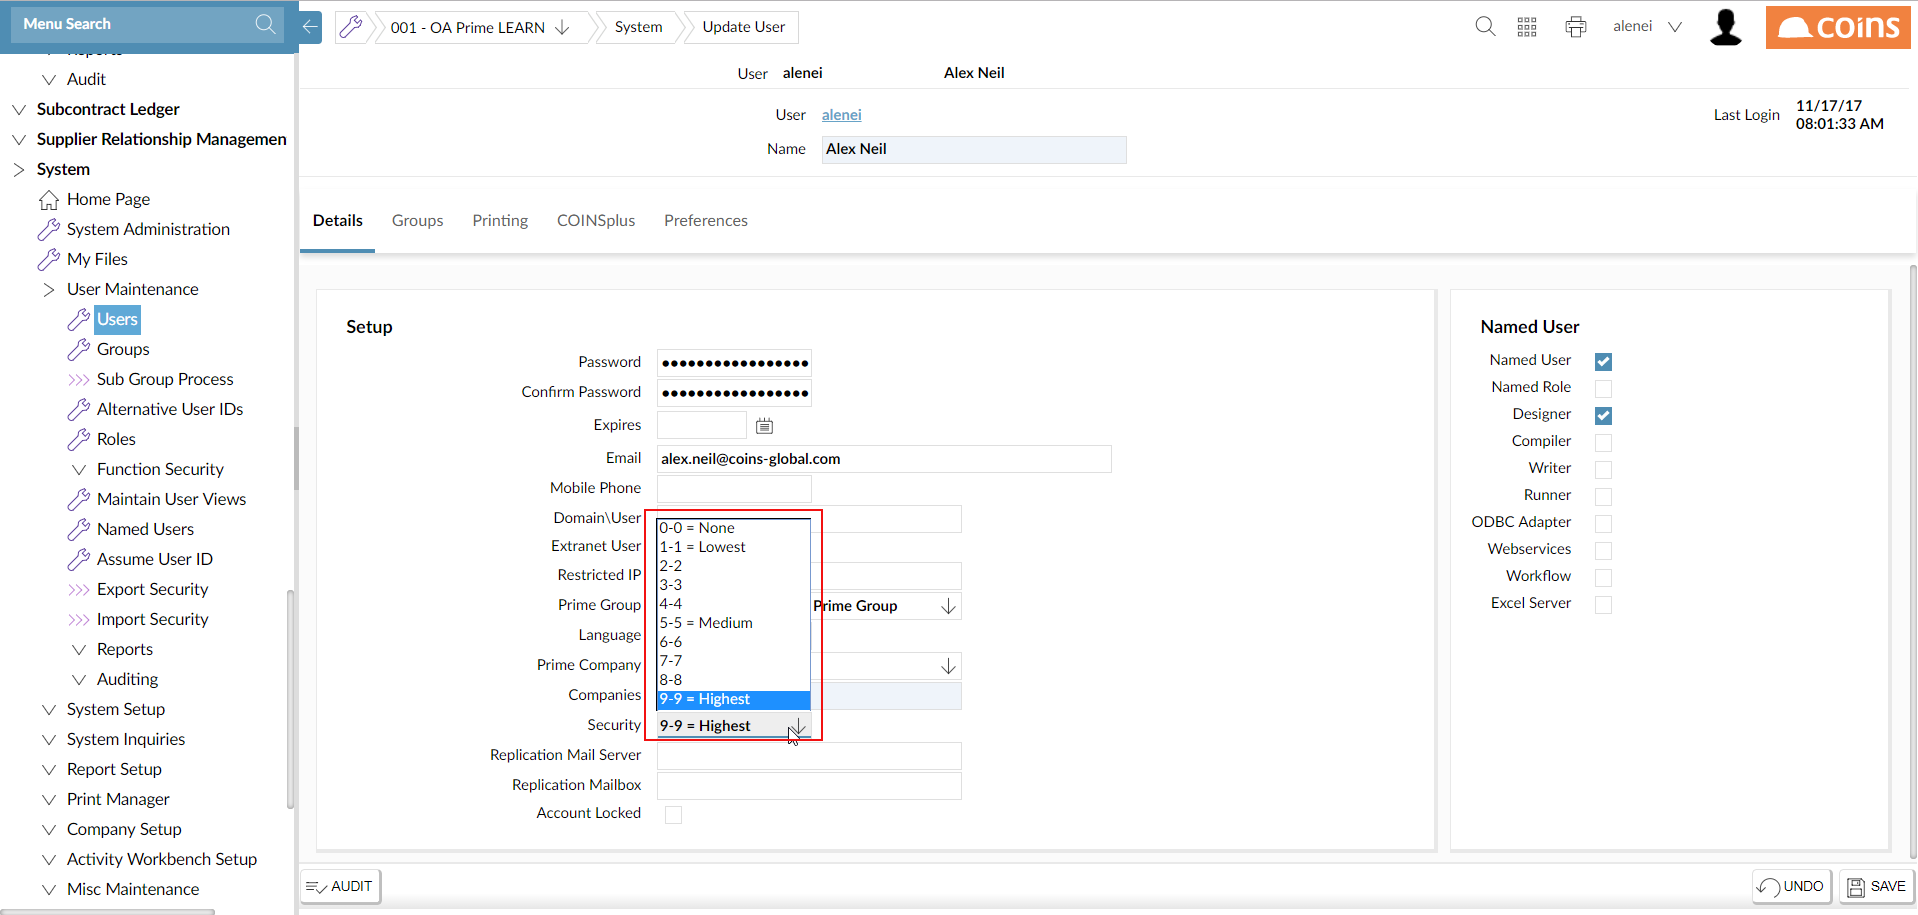 Menu Search
001 - OA Prime LEARN
System
Update User
alenei
coins
Reports
Audit
Subcontract Ledger
Supplier Relationship Managemen
System
Home Page
System Administration
My Files
User Maintenance
Users
Groups
Sub Group Process
Alternative User IDs
Roles
Function Security
Maintain User Views
Named Users
Assume User ID
Export Security
Import Security
Reports
Auditing
System Setup
System Inquiries
Report Setup
Print Manager
Company Setup
Activity Workbench Setup
Misc Maintenance
User alenei Alex Neil
User alenei
Name Alex Neil
Last Login 11/17/17
08:01:33 AM
Details Groups Printing COINSplus Preferences
Setup
Password •••••••••••••••••
Confirm Password •••••••••••••••••
Expires
Email alex.neil@coins-global.com
Mobile Phone
Domain\User
Extranet User
Restricted IP
Prime Group Prime Group
Language
Prime Company
Companies
Security 9-9 = Highest
0-0 = None
1-1 = Lowest
2-2
3-3
4-4
5-5 = Medium
6-6
7-7
8-8
9-9 = Highest
Replication Mail Server
Replication Mailbox
Account Locked
Named User
Named User
Named Role
Designer
Compiler
Writer
Runner
ODBC Adapter
Webservices
Workflow
Excel Server
AUDIT
UNDO
SAVE